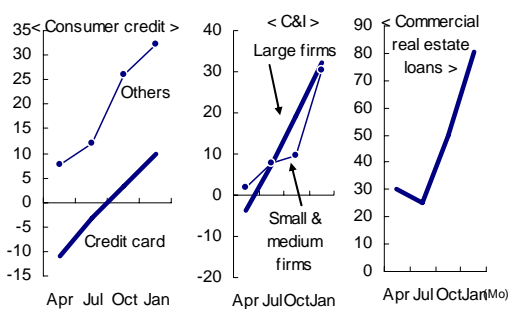 < Consumer credit >
35
30
25
20
15
10
5
0
-5
-10
-15
Others
Credit card
Apr Jul Oct Jan
< C&I >
40
30
20
10
0
-10
-20
Large firms
Small &
medium
firms
Apr Jul Oct Jan
< Commercial
real estate
loans >
90
80
70
60
50
40
30
20
10
0
Apr Jul Oct Jan (Mo)